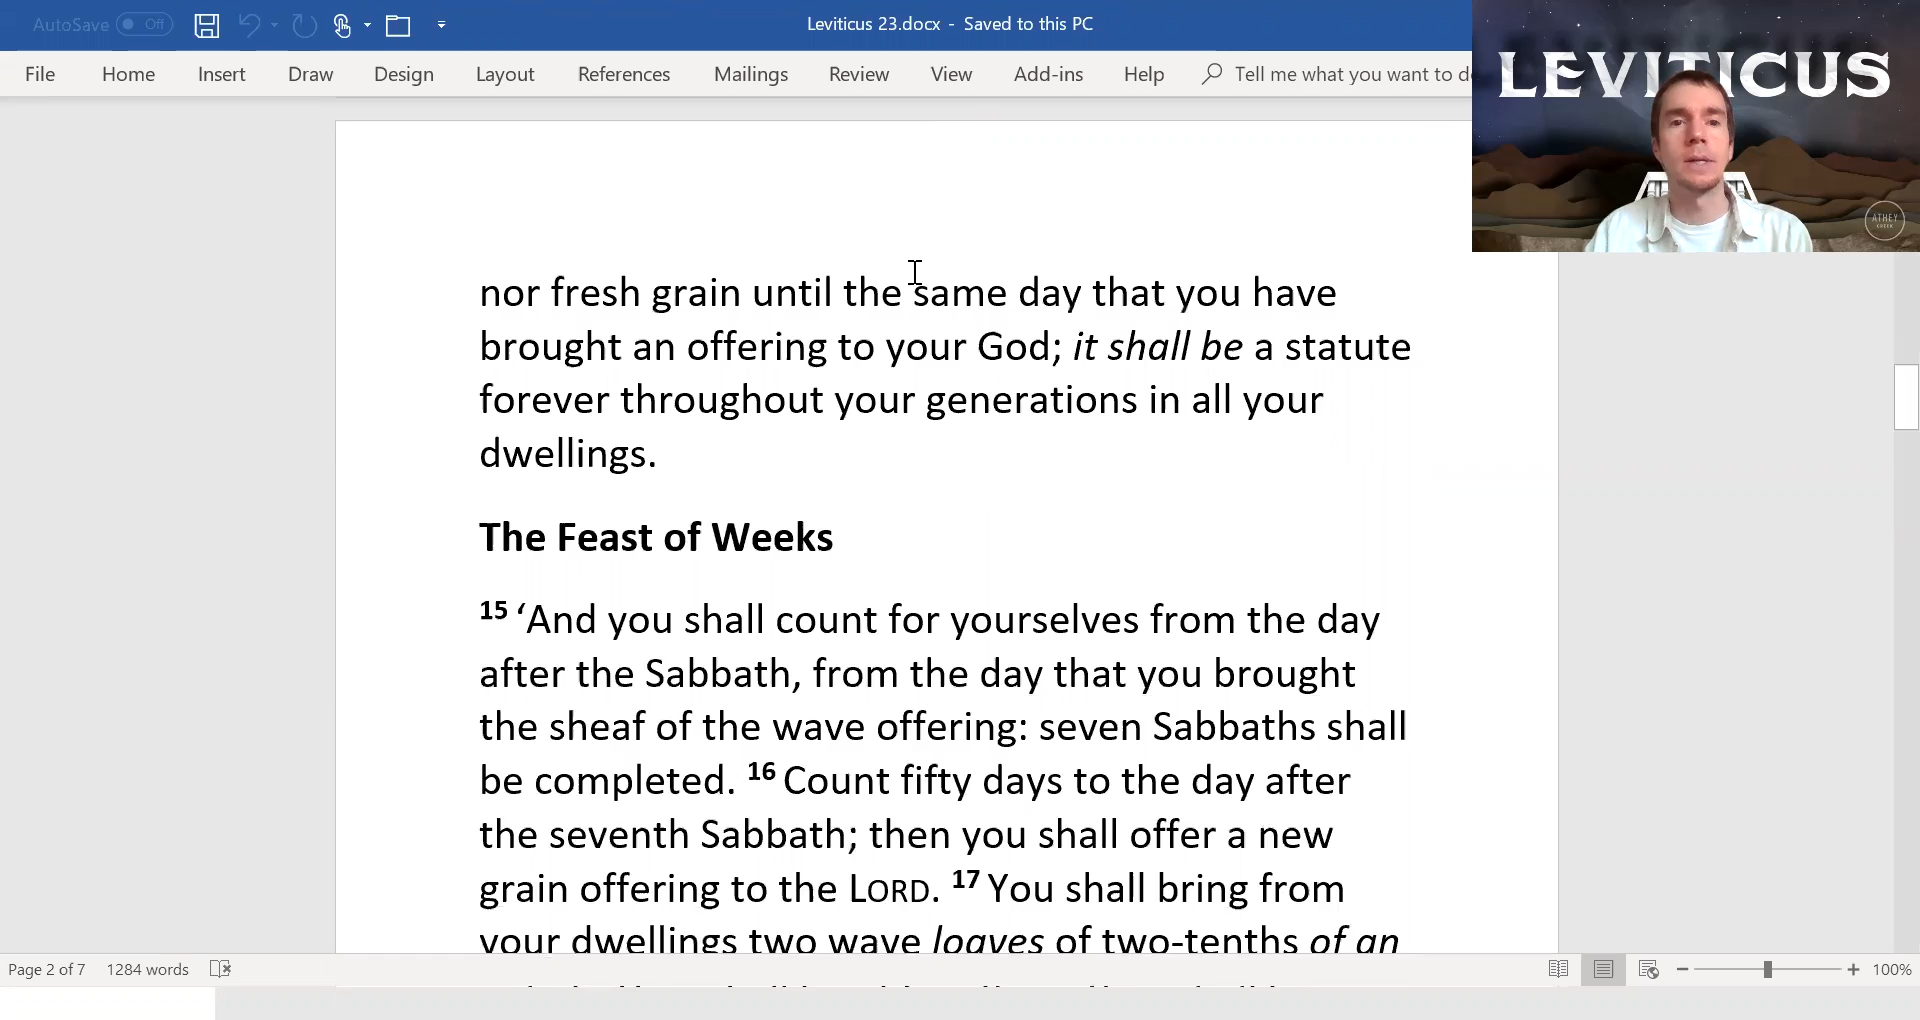 AutoSave Off
Leviticus 23.docx - Saved to this PC
File Home Insert Draw Design Layout References Mailings Review View Add-ins Help Tell me what you want to d
LEVITICUS
ATHEY
CREEK
nor fresh grain until the same day that you have
brought an offering to your God; it shall be a statute
forever throughout your generations in all your
dwellings.
The Feast of Weeks
15 ‘And you shall count for yourselves from the day
after the Sabbath, from the day that you brought
the sheaf of the wave offering: seven Sabbaths shall
be completed. 16 Count fifty days to the day after
the seventh Sabbath; then you shall offer a new
grain offering to the LORD. 17 You shall bring from
your dwellings two wave loaves of two-tenths of an
Page 2 of 7 1284 words 100%